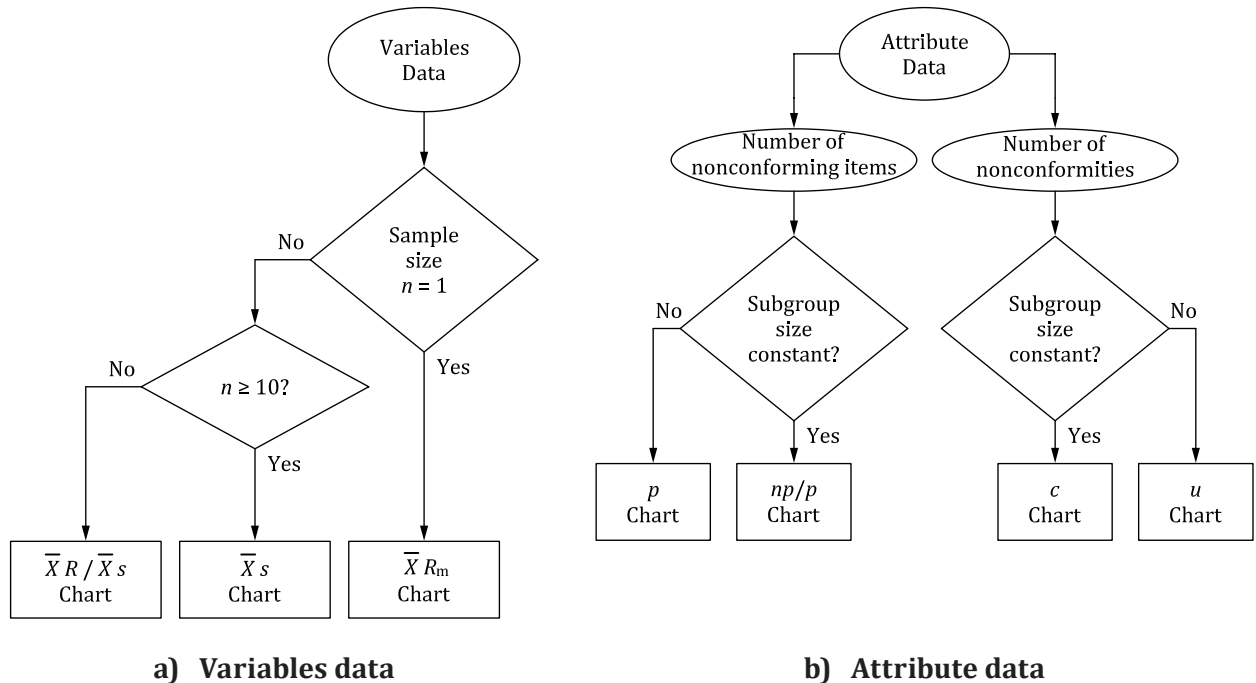 Variables
Data
No
Sample
size
n = 1
Yes
No
n ≥ 10?
Yes
X̅ R / X̅ s
Chart
X̅ s
Chart
X̅ Rₘ
Chart
a) Variables data
Attribute
Data
Number of
nonconforming items
Number of
nonconformities
No
Subgroup
size
constant?
Yes
Subgroup
size
constant?
No
Yes
p
Chart
np/p
Chart
c
Chart
u
Chart
b) Attribute data